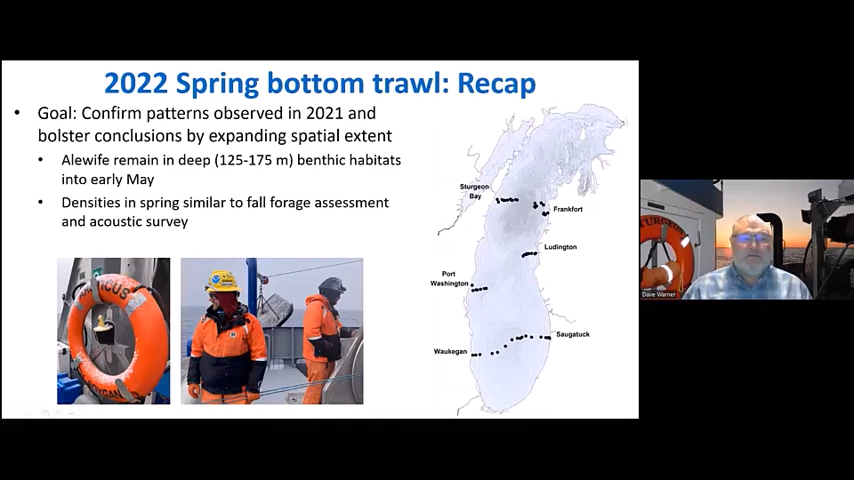 2022 Spring bottom trawl: Recap
• Goal: Confirm patterns observed in 2021 and
bolster conclusions by expanding spatial extent
• Alewife remain in deep (125-175 m) benthic habitats
into early May
• Densities in spring similar to fall forage assessment
and acoustic survey
Sturgeon
Bay
Frankfort
Ludington
Port
Washington
Saugatuck
Waukegan
STURGEON
Dave Warner